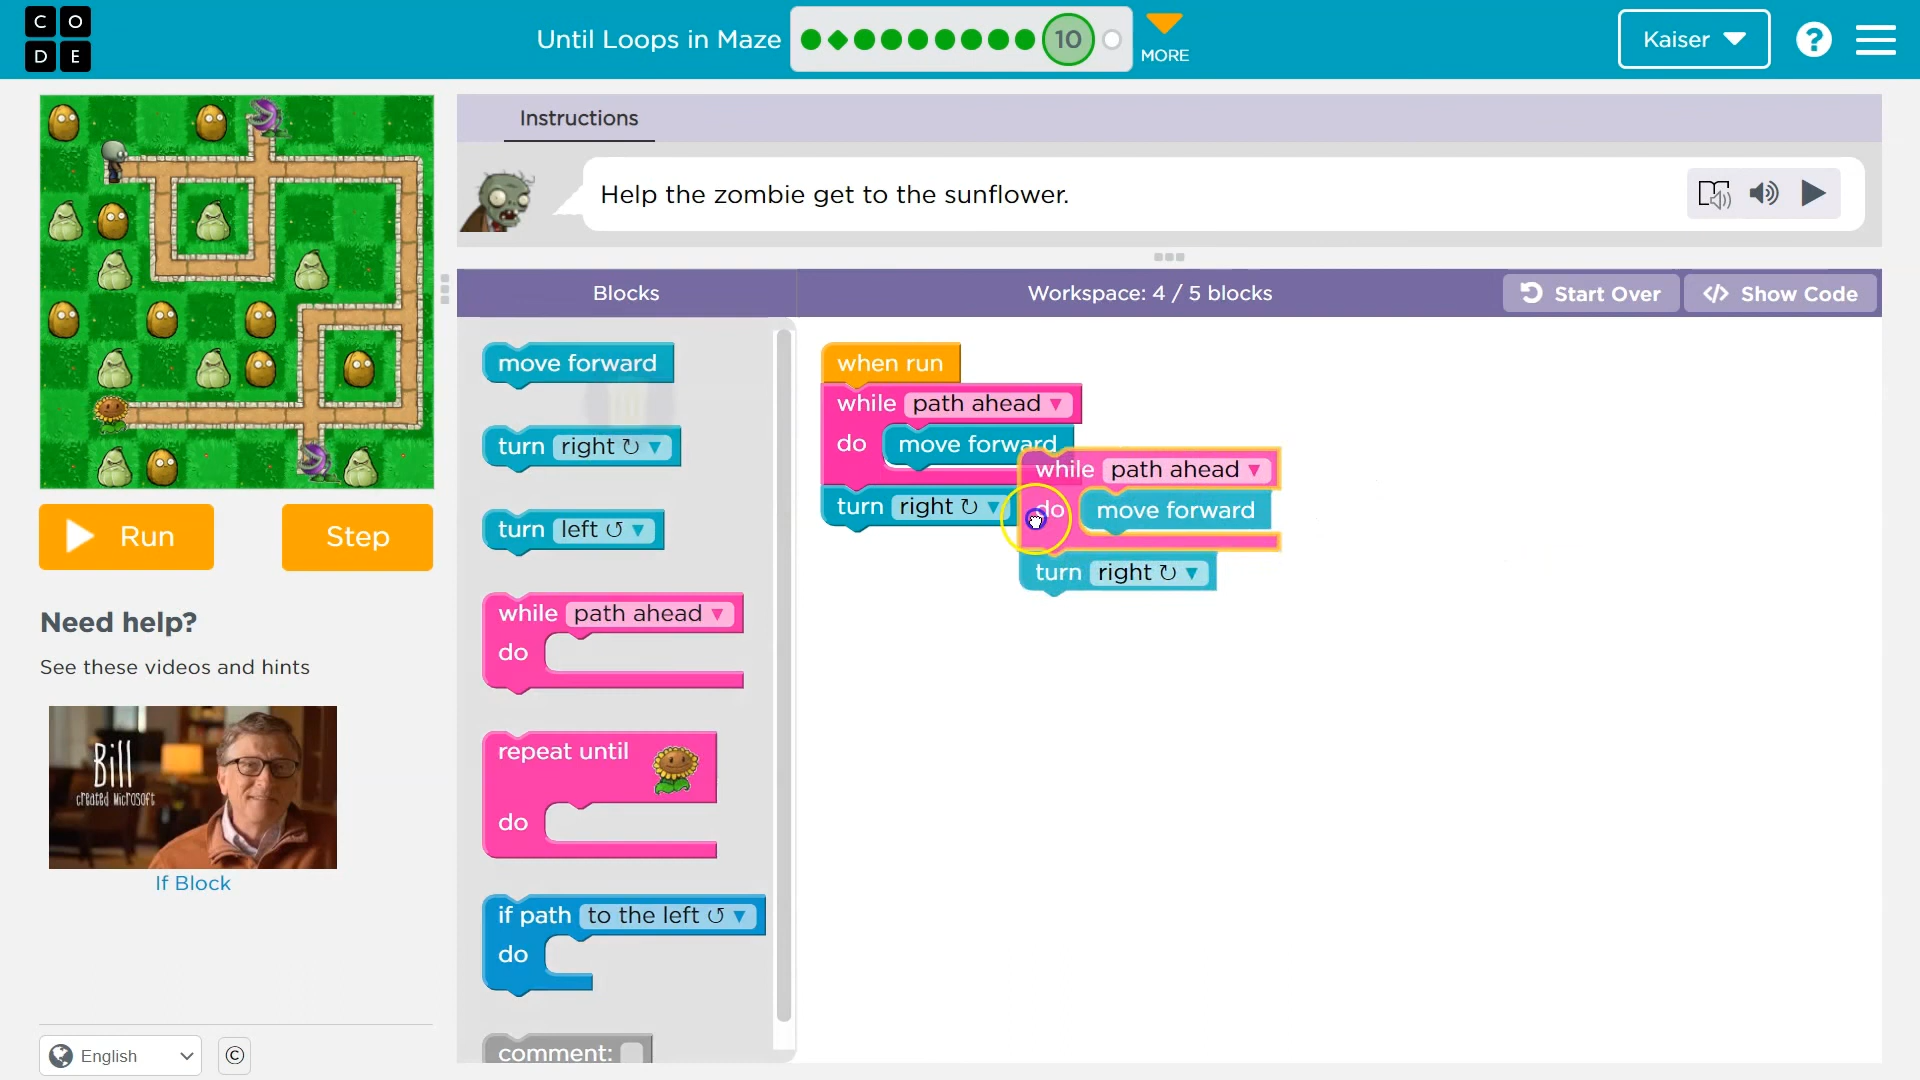 C O
D E
Until Loops in Maze
10
MORE
Kaiser
?
Instructions
Help the zombie get to the sunflower.
Blocks
Workspace: 4 / 5 blocks
Start Over
</> Show Code
move forward
turn right ↻ ▼
turn left ↺ ▼
while path ahead ▼
do
repeat until
do
if path to the left ↺ ▼
do
comment:
when run
while path ahead ▼
do move forward
turn right ↻ ▼
while path ahead ▼
do move forward
turn right ↻ ▼
Run
Step
Need help?
See these videos and hints
Bill
created Microsoft
If Block
English
©